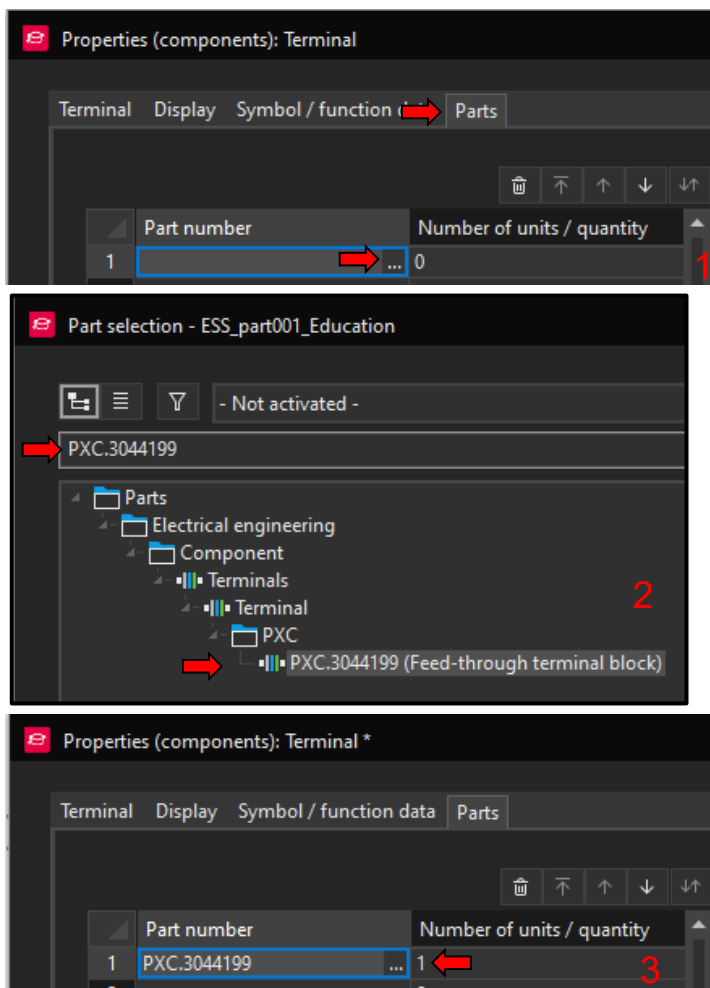 Properties (components): Terminal
Terminal Display Symbol / function Parts
Part number Number of units / quantity
1 ... 0
1
Part selection - ESS_part001_Education
- Not activated -
PXC.3044199
Parts
Electrical engineering
Component
Terminals
Terminal
2
PXC
PXC.3044199 (Feed-through terminal block)
Properties (components): Terminal *
Terminal Display Symbol / function data Parts
Part number Number of units / quantity
1 PXC.3044199 ... 1
3